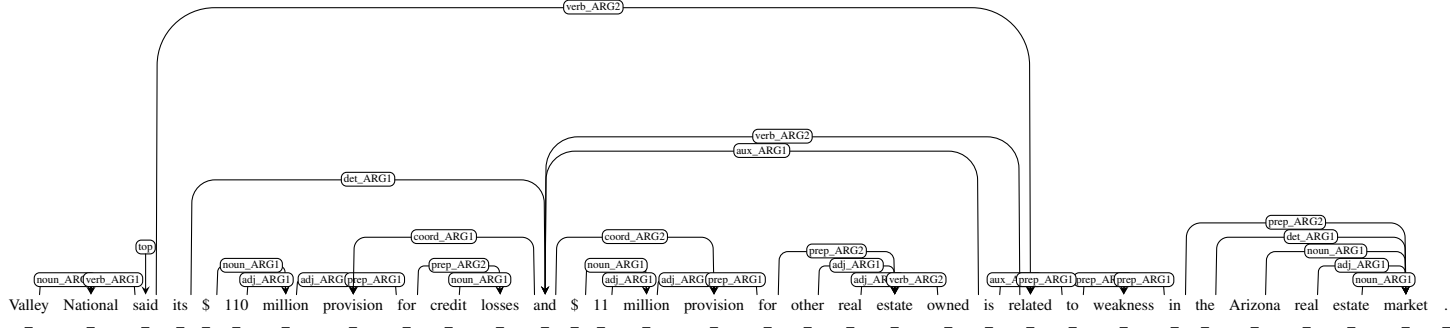 verb_ARG2
verb_ARG2
aux_ARG1
det_ARG1
prep_ARG2
coord_ARG1 coord_ARG2 det_ARG1
top prep_ARG2 noun_ARG1
noun_ARG1 prep_ARG2 noun_ARG1 adj_ARG1 adj_ARG1
verb_ARG1 adj_ARG1 prep_ARG1 noun_ARG1 adj_ARG1 prep_ARG1 verb_ARG2 prep_ARG1 prep_ARG1 noun_ARG1
Valley National said its $ 110 million provision for credit losses and $ 11 million provision for other real estate owned is related to weakness in the Arizona real estate market
_ _ _ _ _ _ _ _ _ _ _ _ _ _ _ _ _ _ _ _ _ _ _ _ _ _ _ _ _ _ _ _